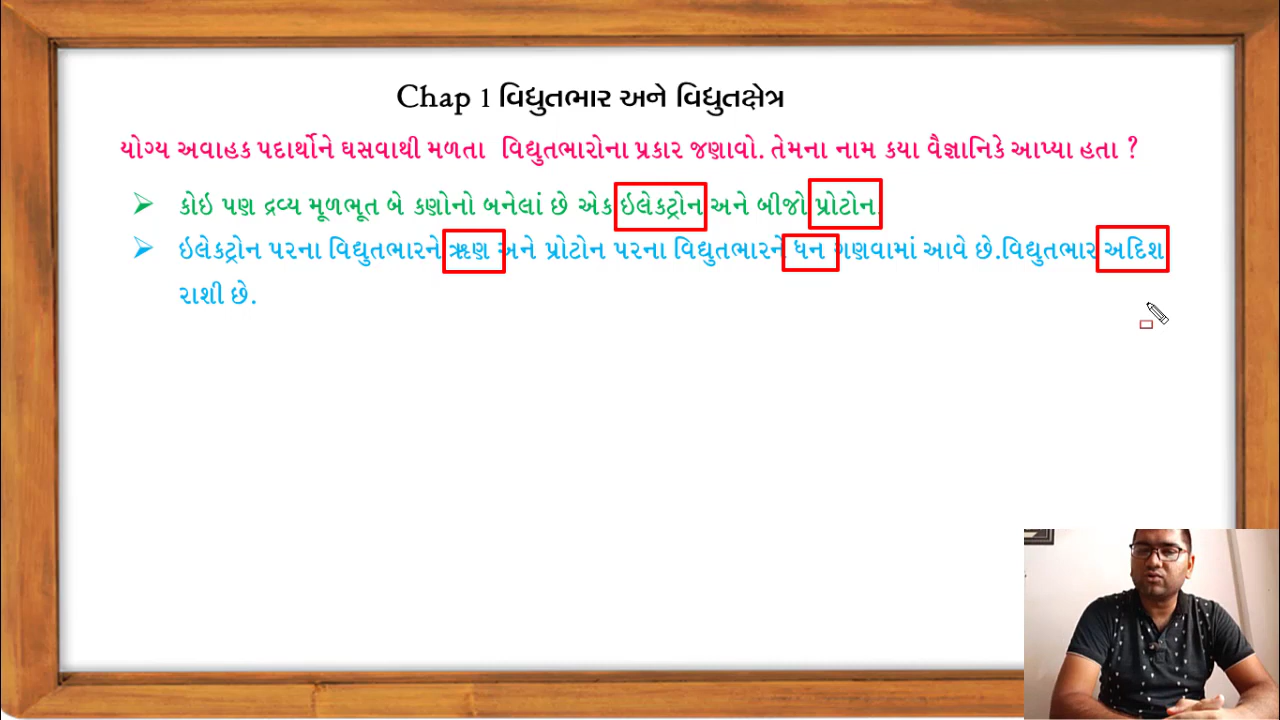 Chap 1 વિદ્યુતભાર અને વિદ્યુતક્ષેત્ર
યોગ્ય અવાહક પદાર્થોને ઘસવાથી મળતા વિદ્યુતભારોના પ્રકાર જણાવો. તેમના નામ કયા વૈજ્ઞાનિકે આપ્યા હતા ?
કોઇ પણ દ્રવ્ય મૂળભૂત બે કણોનો બનેલાં છે એક ઇલેક્ટ્રોન અને બીજો પ્રોટોન.
ઇલેક્ટ્રોન પરના વિદ્યુતભારને ઋણ અને પ્રોટોન પરના વિદ્યુતભારને ધન ગણવામાં આવે છે.વિદ્યુતભાર અદિશ
રાશી છે.